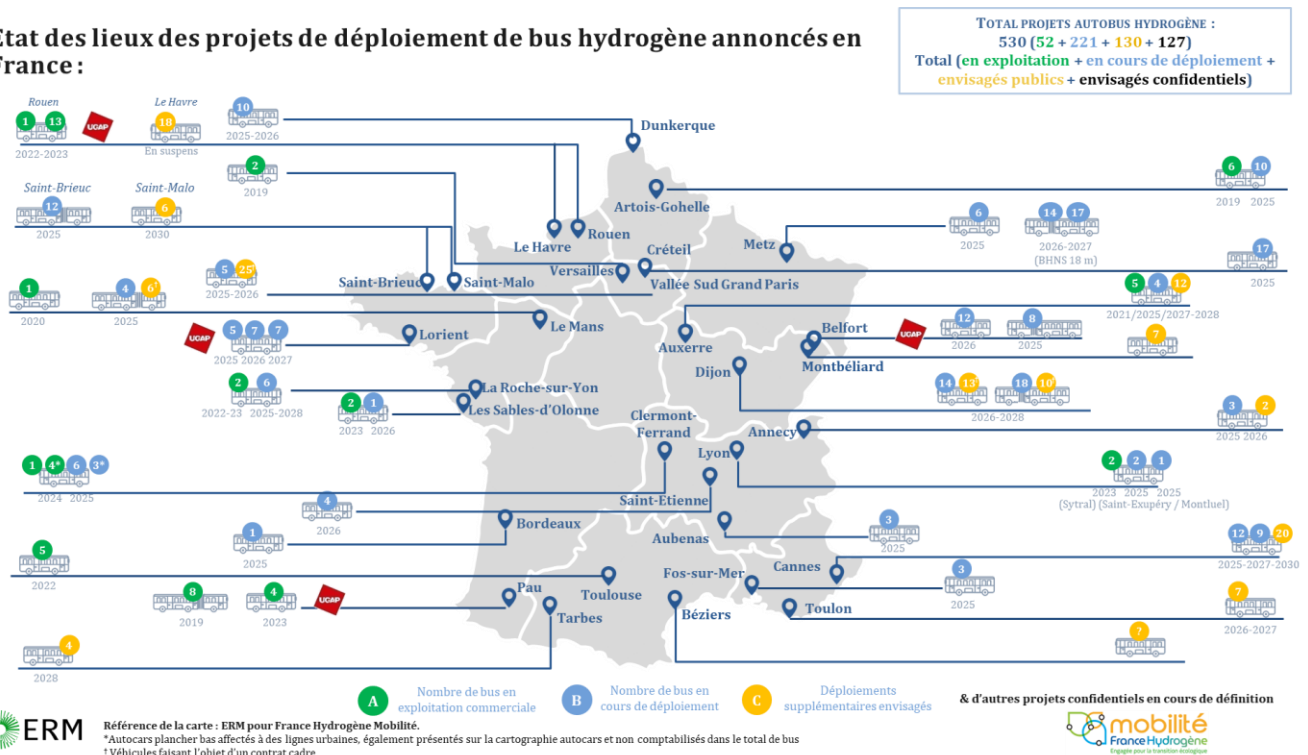 Etat des lieux des projets de déploiement de bus hydrogène annoncés en
France :
TOTAL PROJETS AUTOBUS HYDROGÈNE :
530 (52 + 221 + 130 + 127)
Total (en exploitation + en cours de déploiement +
envisagés publics + envisagés confidentiels)
Rouen
1 13
2022-2023
UGAP
Le Havre
18
En suspens
10
2025-2026
2
2019
Saint-Brieuc
12
2025
Saint-Malo
6
2030
5 25
2025-2026
1
2020
4 6†
2025
UGAP
5 7 7
2025 2026 2027
2 6
2022-23 2025-2028
2 1
2023 2026
1 4* 6 3*
2024 2025
4
2026
1
2025
5
2022
8
2019
4
2023
UGAP
4
2028
Dunkerque
Artois-Gohelle
Le Havre
Rouen
Créteil
Metz
Versailles
Vallée Sud Grand Paris
Saint-Brieuc
Saint-Malo
Le Mans
Lorient
Auxerre
Belfort
Montbéliard
Dijon
La Roche-sur-Yon
Les Sables-d'Olonne
Clermont-
Ferrand
Annecy
Lyon
Saint-Etienne
Bordeaux
Aubenas
Cannes
Fos-sur-Mer
Toulouse
Pau
Tarbes
Béziers
Toulon
6 10
2019 2025
6
2025
14 17
2026-2027
(BHNS 18 m)
17
2025
5 4 12
2021/2025/2027-2028
UGAP
12
2026
8
2025
7
14 13† 18 10†
2026-2028
3 2
2025 2026
2 2 1
2023 2025 2025
(Sytral) (Saint-Exupéry / Montluel)
3
2025
12 9 20
2025-2027-2030
3
2025
7
2026-2027
?
A
Nombre de bus en
exploitation commerciale
B
Nombre de bus en
cours de déploiement
C
Déploiements
supplémentaires envisagés
& d'autres projets confidentiels en cours de définition
ERM
Référence de la carte : ERM pour France Hydrogène Mobilité.
*Autocars plancher bas affectés à des lignes urbaines, également présentés sur la cartographie autocars et non comptabilisés dans le total de bus
† Véhicules faisant l'objet d'un contrat cadre
mobilité
France Hydrogène
Engagée pour la transition écologique